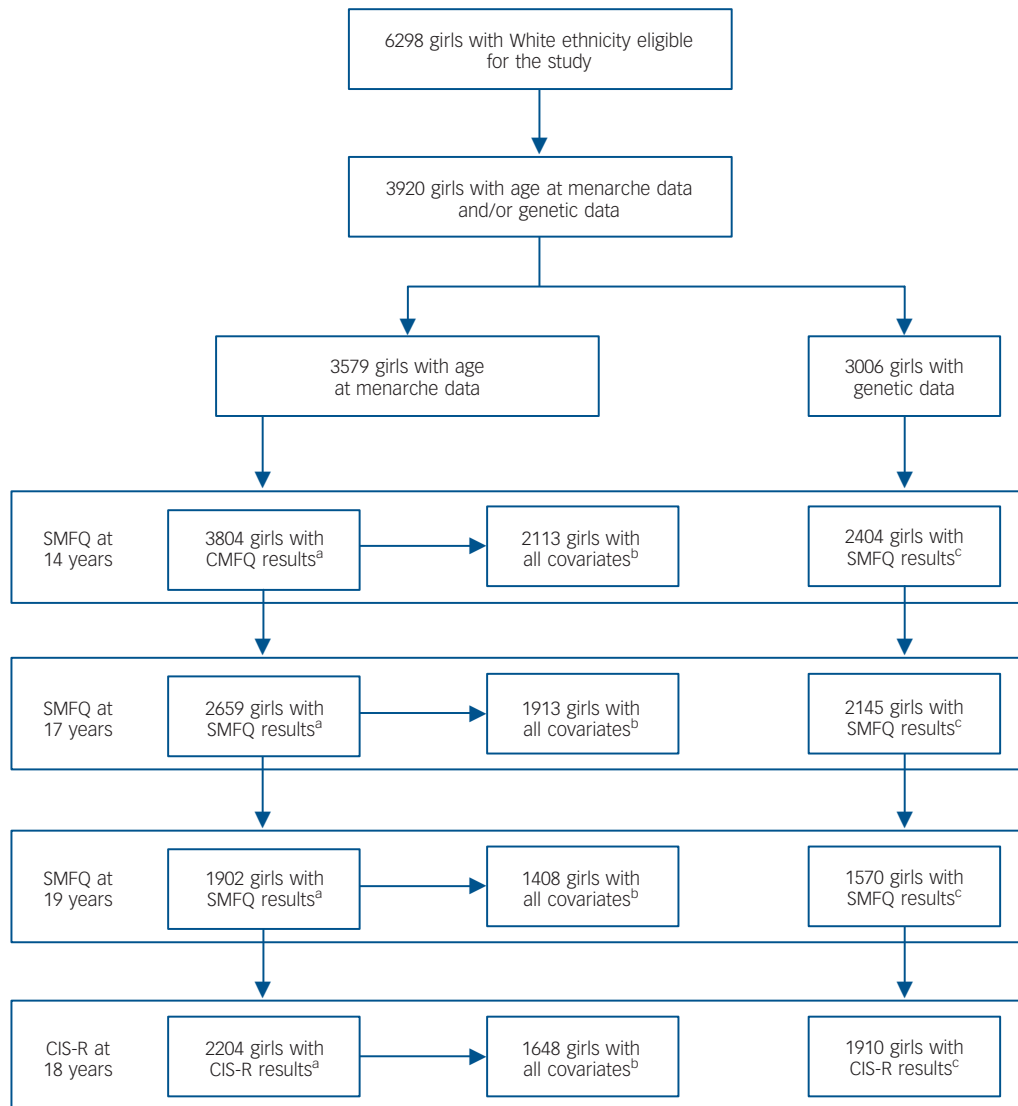 6298 girls with White ethnicity eligible
for the study
3920 girls with age at menarche data
and/or genetic data
3579 girls with age
at menarche data
3006 girls with
genetic data
SMFQ at
14 years
3804 girls with
CMFQ resultsᵃ
2113 girls with
all covariatesᵇ
2404 girls with
SMFQ resultsᶜ
SMFQ at
17 years
2659 girls with
SMFQ resultsᵃ
1913 girls with
all covariatesᵇ
2145 girls with
SMFQ resultsᶜ
SMFQ at
19 years
1902 girls with
SMFQ resultsᵃ
1408 girls with
all covariatesᵇ
1570 girls with
SMFQ resultsᶜ
CIS-R at
18 years
2204 girls with
CIS-R resultsᵃ
1648 girls with
all covariatesᵇ
1910 girls with
CIS-R resultsᶜ